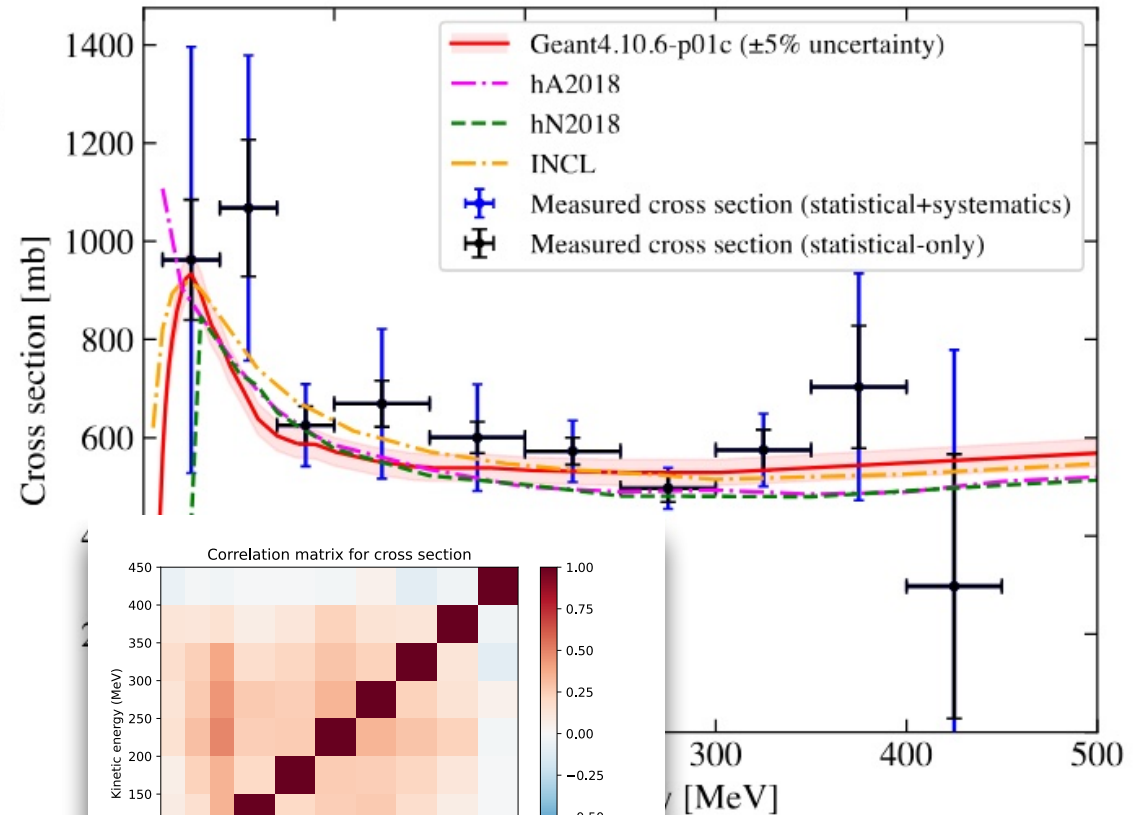 1400
1200
1000
800
600
Cross section [mb]
Geant4.10.6-p01c (±5% uncertainty)
hA2018
hN2018
INCL
Measured cross section (statistical+systematics)
Measured cross section (statistical-only)
300
400
500
[MeV]
Correlation matrix for cross section
450
400
350
300
250
200
150
Kinetic energy (MeV)
1.00
0.75
0.50
0.25
0.00
−0.25